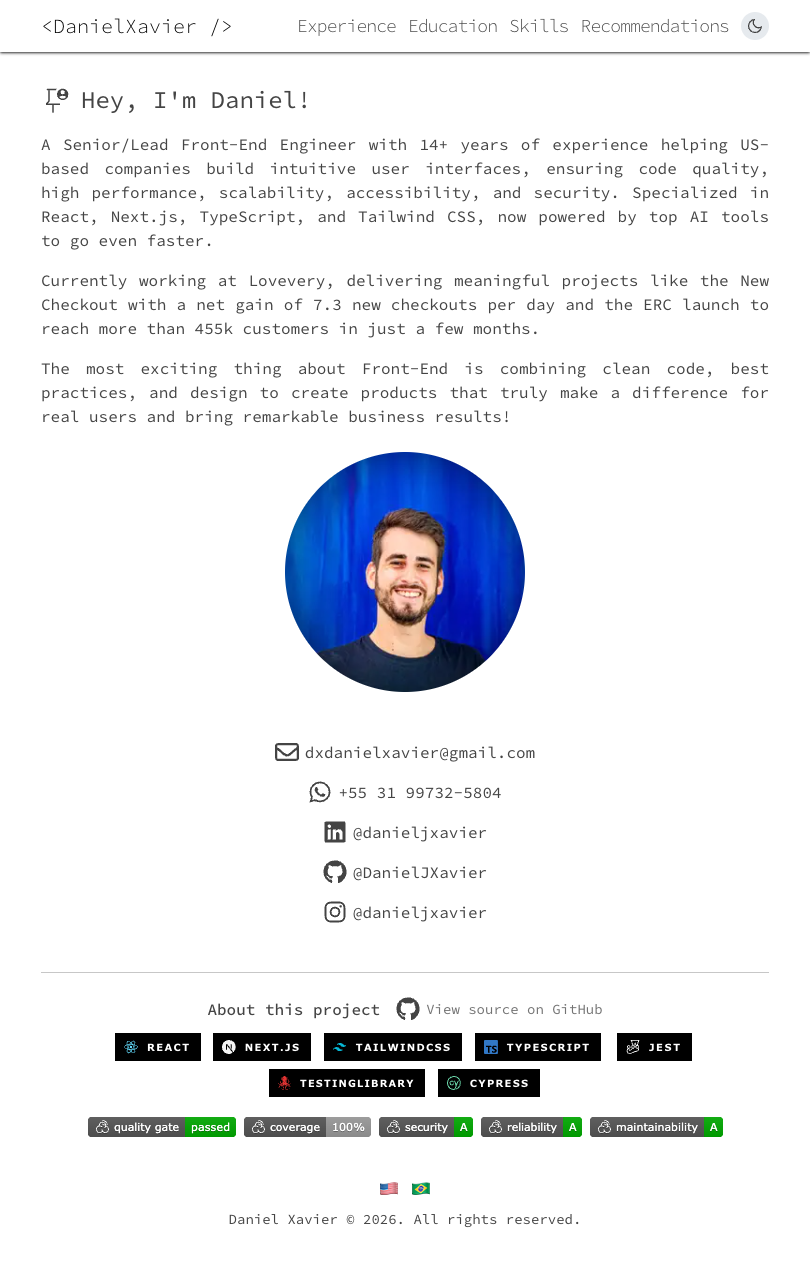 <DanielXavier />
Experience Education Skills Recommendations
Hey, I'm Daniel!
A Senior/Lead Front-End Engineer with 14+ years of experience helping US-
based companies build intuitive user interfaces, ensuring code quality,
high performance, scalability, accessibility, and security. Specialized in
React, Next.js, TypeScript, and Tailwind CSS, now powered by top AI tools
to go even faster.
Currently working at Lovevery, delivering meaningful projects like the New
Checkout with a net gain of 7.3 new checkouts per day and the ERC launch to
reach more than 455k customers in just a few months.
The most exciting thing about Front-End is combining clean code, best
practices, and design to create products that truly make a difference for
real users and bring remarkable business results!
dxdanielxavier@gmail.com
+55 31 99732-5804
@danieljxavier
@DanielJXavier
@danieljxavier
About this project View source on GitHub
REACT NEXT.JS TAILWINDCSS TYPESCRIPT JEST
TESTINGLIBRARY CYPRESS
quality gate passed coverage 100% security A reliability A maintainability A
Daniel Xavier © 2026. All rights reserved.